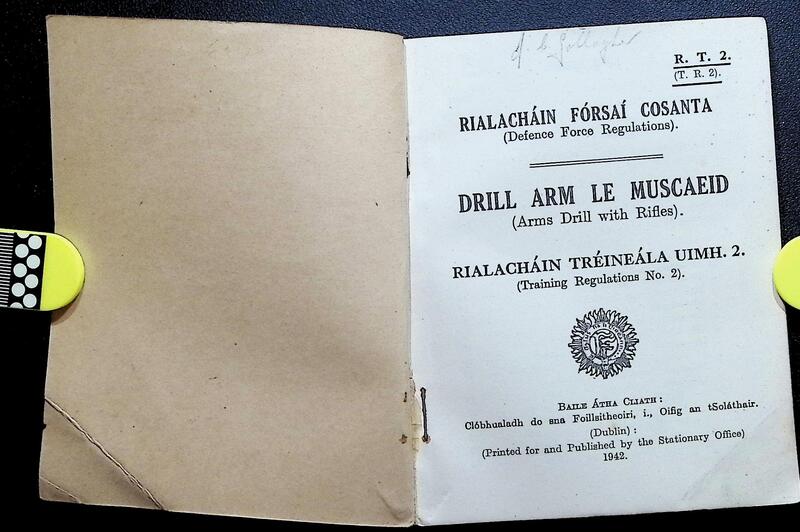 R. T. 2.
(T. R. 2).
RIALACHÁIN FÓRSAÍ COSANTA
(Defence Force Regulations).
DRILL ARM LE MUSCAEID
(Arms Drill with Rifles).
RIALACHÁIN TRÉINEÁLA UIMH. 2.
(Training Regulations No. 2).
BAILE ÁTHA CLIATH :
Clóbhualadh do sna Foillsitheoirí, i., Oifig an tSoláthair.
(Dublin) :
(Printed for and Published by the Stationary Office)
1942.